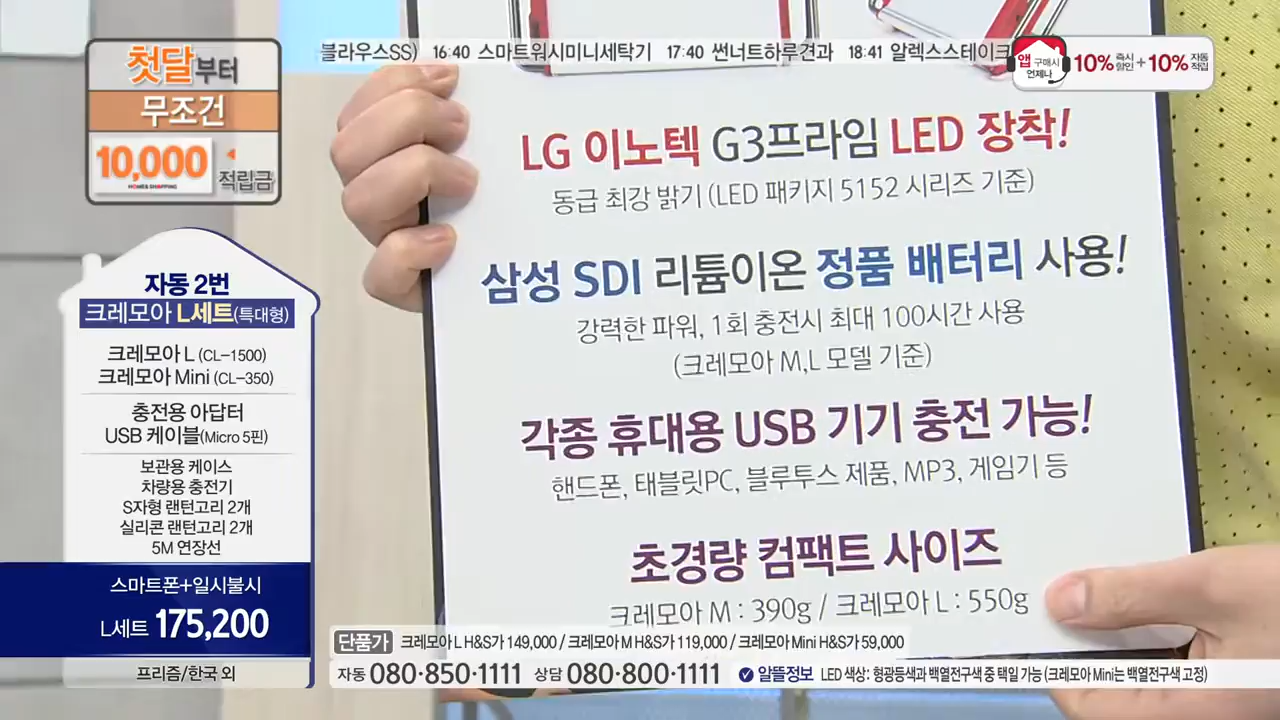 블라우스SS) 16:40 스마트워시미니세탁기 17:40 썬너트하루견과 18:41 알렉스스테이크
앱 구매시 언제나 10% 즉시할인 + 10% 자동적립
첫달부터
무조건
10,000
HOME& SHOPPING
적립금
LG 이노텍 G3프라임 LED 장착!
동급 최강 밝기 (LED 패키지 5152 시리즈 기준)
삼성 SDI 리튬이온 정품 배터리 사용!
강력한 파워, 1회 충전시 최대 100시간 사용
(크레모아 M,L 모델 기준)
각종 휴대용 USB 기기 충전 가능!
핸드폰, 태블릿PC, 블루투스 제품, MP3, 게임기 등
초경량 컴팩트 사이즈
크레모아 M : 390g / 크레모아 L : 550g
자동 2번
크레모아 L세트(특대형)
크레모아 L (CL-1500)
크레모아 Mini (CL-350)
충전용 아답터
USB 케이블(Micro 5핀)
보관용 케이스
차량용 충전기
S자형 랜턴고리 2개
실리콘 랜턴고리 2개
5M 연장선
스마트폰+일시불시
L세트 175,200
프리즘/한국 외
단품가 크레모아 L H&S가 149,000 / 크레모아 M H&S가 119,000 / 크레모아 Mini H&S가 59,000
자동 080·850·1111 상담 080·800·1111 알뜰정보 LED 색상: 형광등색과 백열전구색 중 택일 가능 (크레모아 Mini는 백열전구색 고정)